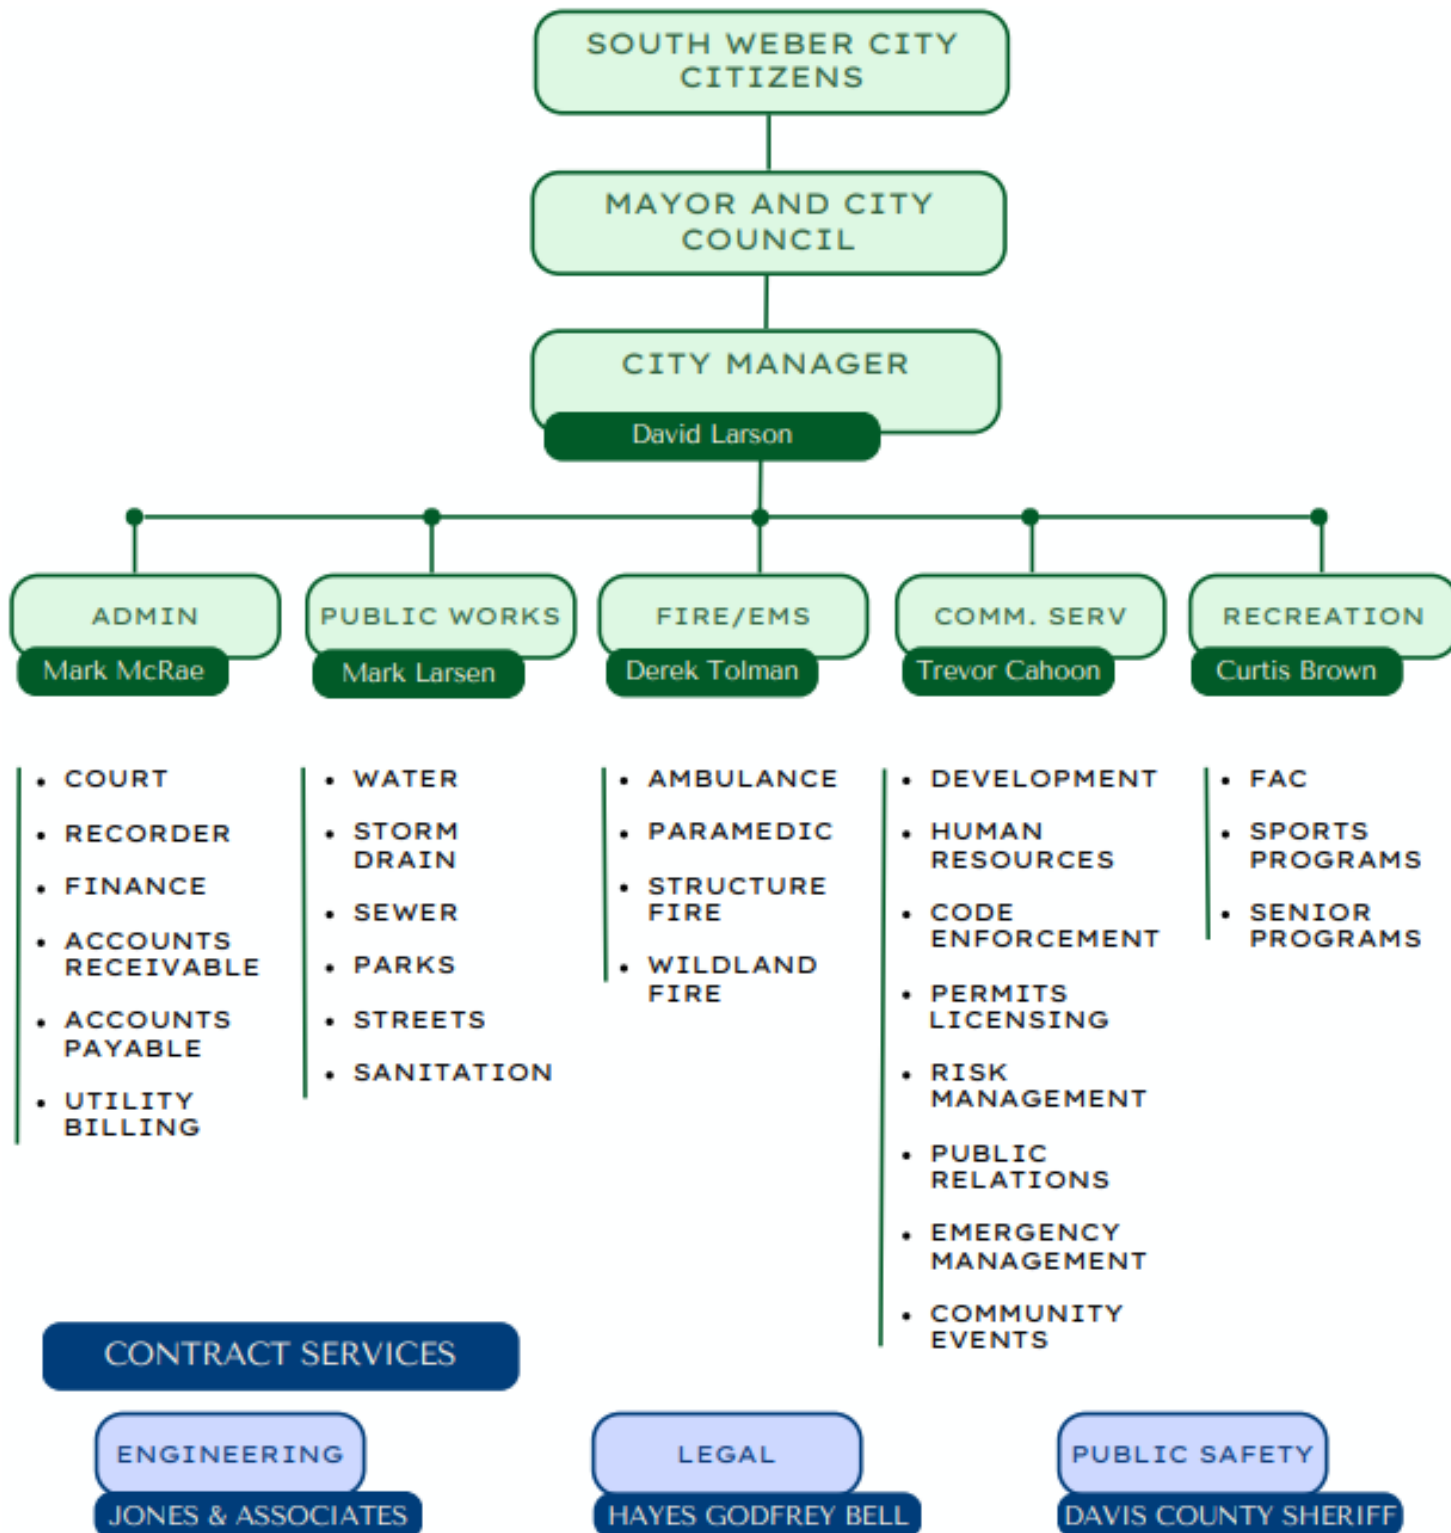 SOUTH WEBER CITY
CITIZENS
MAYOR AND CITY
COUNCIL
CITY MANAGER
David Larson
ADMIN
Mark McRae
PUBLIC WORKS
Mark Larsen
FIRE/EMS
Derek Tolman
COMM. SERV
Trevor Cahoon
RECREATION
Curtis Brown
• COURT
• RECORDER
• FINANCE
• ACCOUNTS
RECEIVABLE
• ACCOUNTS
PAYABLE
• UTILITY
BILLING
• WATER
• STORM
DRAIN
• SEWER
• PARKS
• STREETS
• SANITATION
• AMBULANCE
• PARAMEDIC
• STRUCTURE
FIRE
• WILDLAND
FIRE
• DEVELOPMENT
• HUMAN
RESOURCES
• CODE
ENFORCEMENT
• PERMITS
LICENSING
• RISK
MANAGEMENT
• PUBLIC
RELATIONS
• EMERGENCY
MANAGEMENT
• COMMUNITY
EVENTS
• FAC
• SPORTS
PROGRAMS
• SENIOR
PROGRAMS
CONTRACT SERVICES
ENGINEERING
JONES & ASSOCIATES
LEGAL
HAYES GODFREY BELL
PUBLIC SAFETY
DAVIS COUNTY SHERIFF